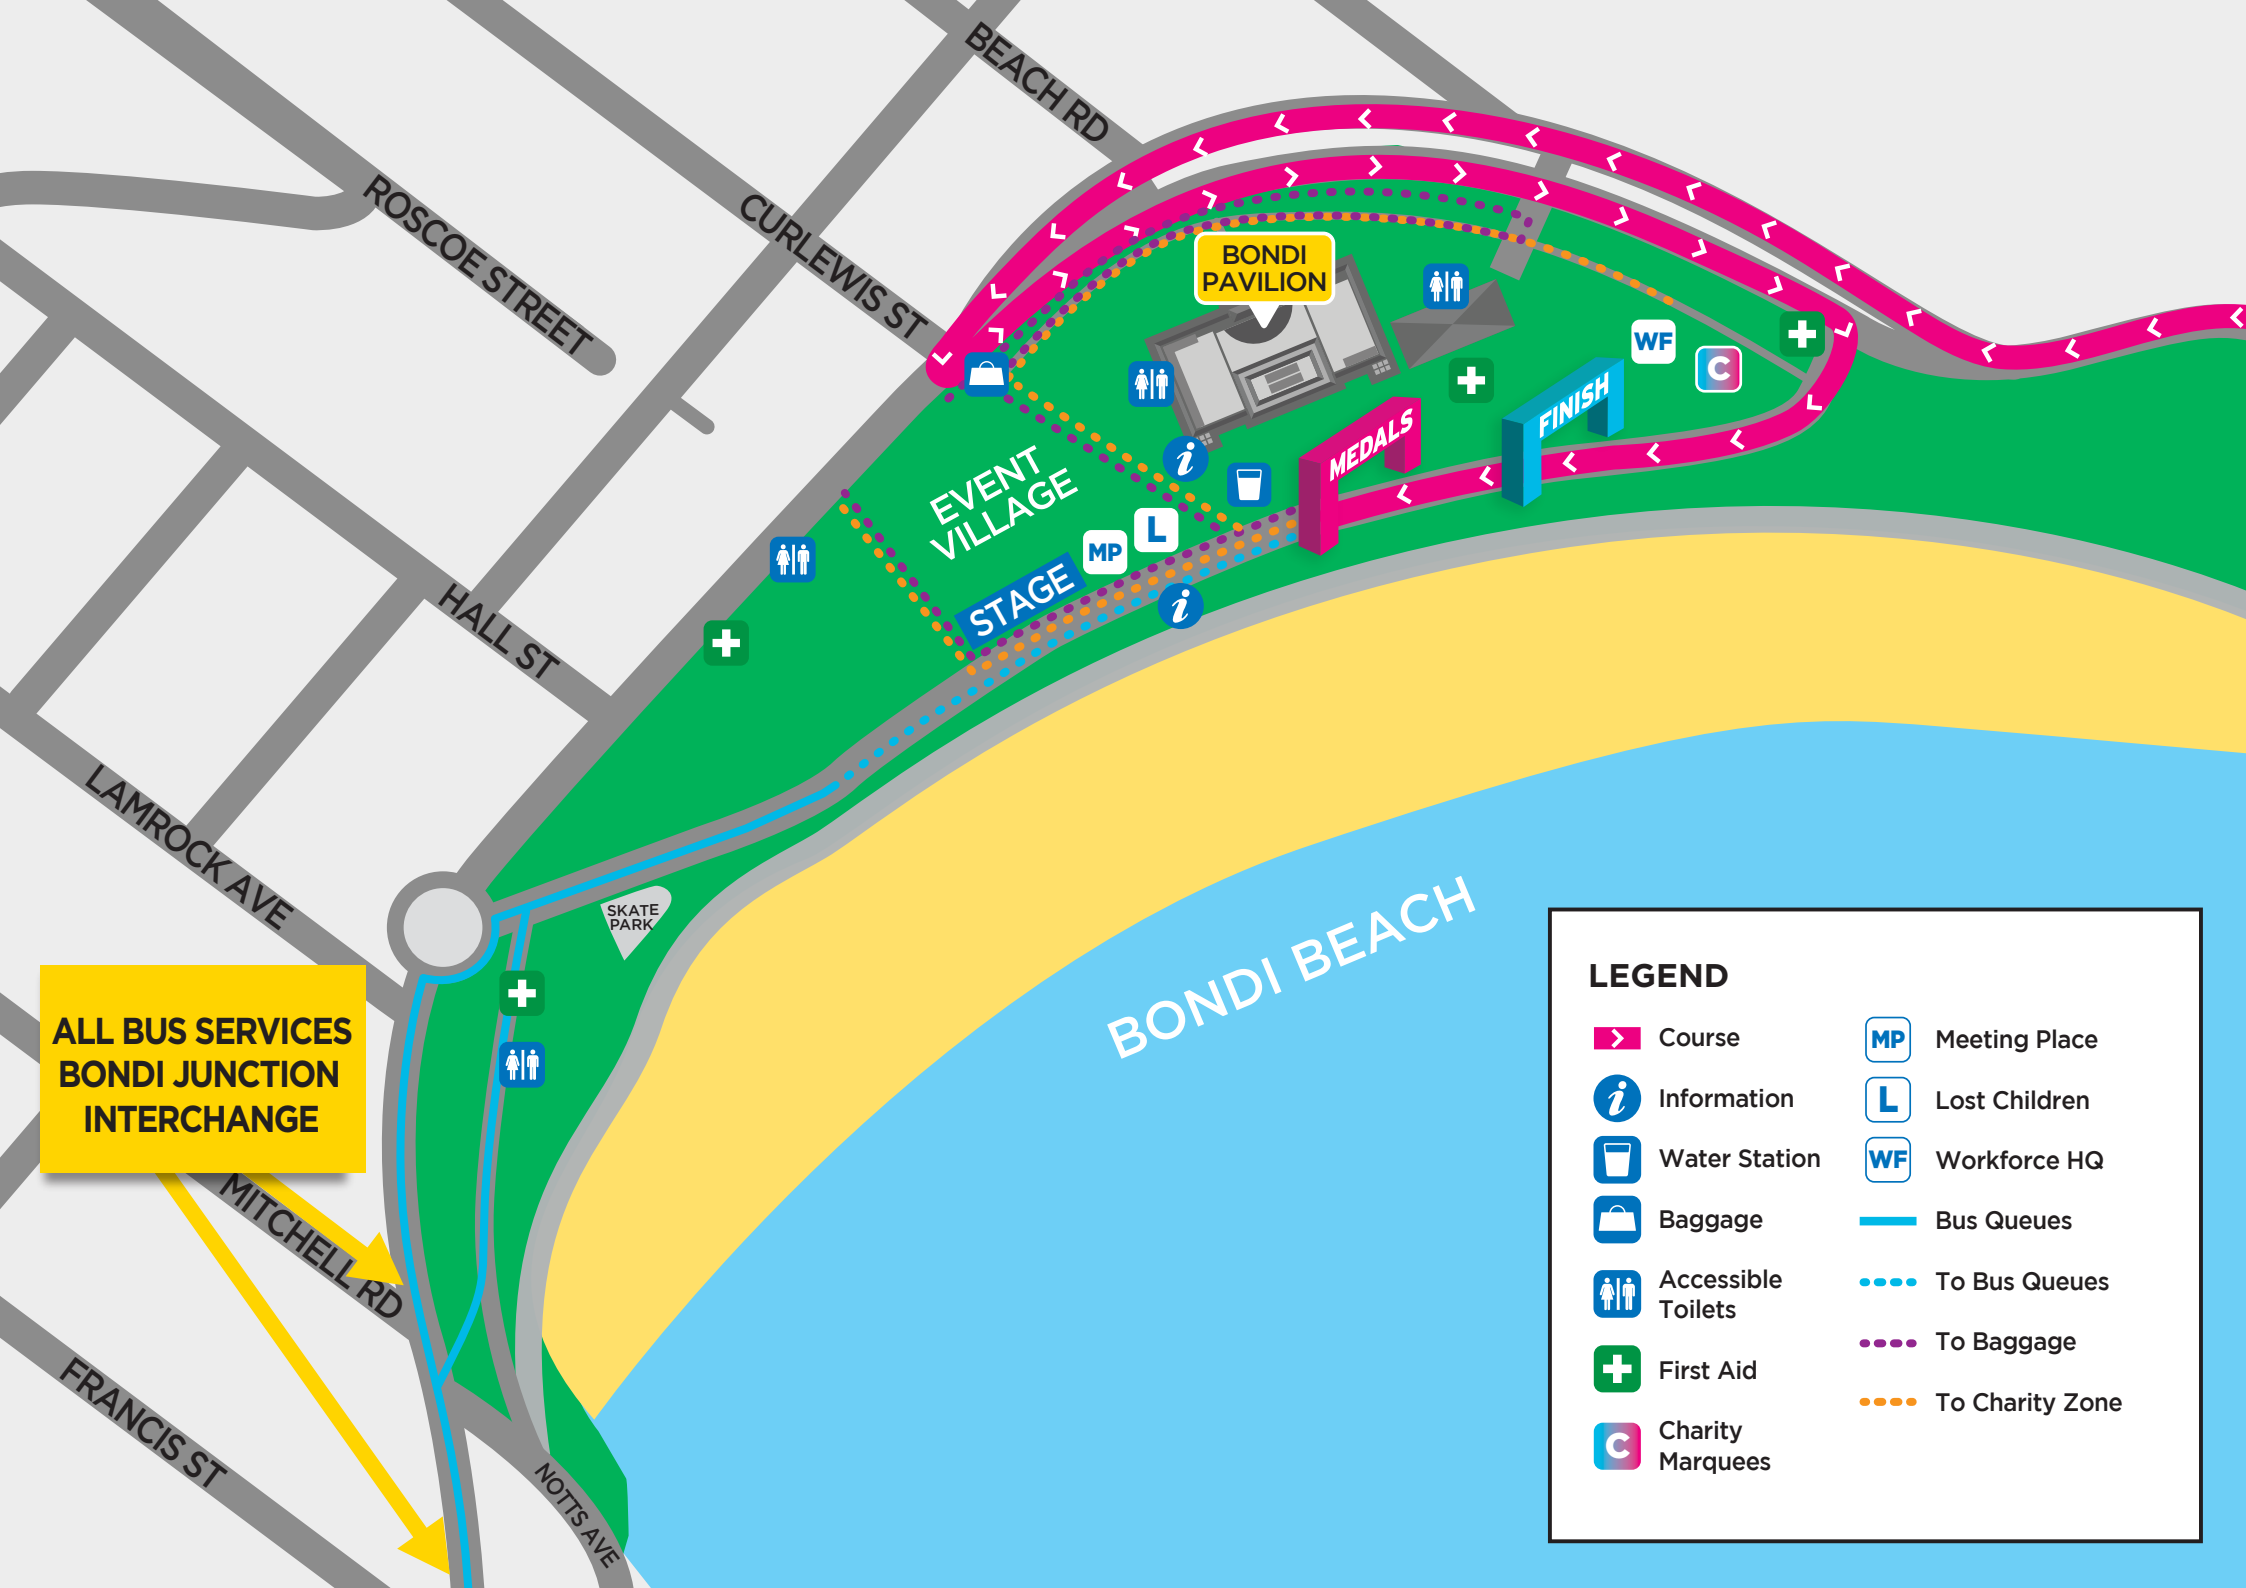 BEACH RD
ROSCOE STREET
CURLEWIS ST
BONDI
PAVILION
WF
C
FINISH
MEDALS
i
EVENT
VILLAGE
L
MP
STAGE
i
HALL ST
LAMROCK AVE
SKATE
PARK
BONDI BEACH
ALL BUS SERVICES
BONDI JUNCTION
INTERCHANGE
MITCHELL RD
FRANCIS ST
NOTTS AVE
LEGEND
Course
i Information
Water Station
Baggage
Accessible
Toilets
First Aid
C Charity
Marquees
MP Meeting Place
L Lost Children
WF Workforce HQ
Bus Queues
To Bus Queues
To Baggage
To Charity Zone